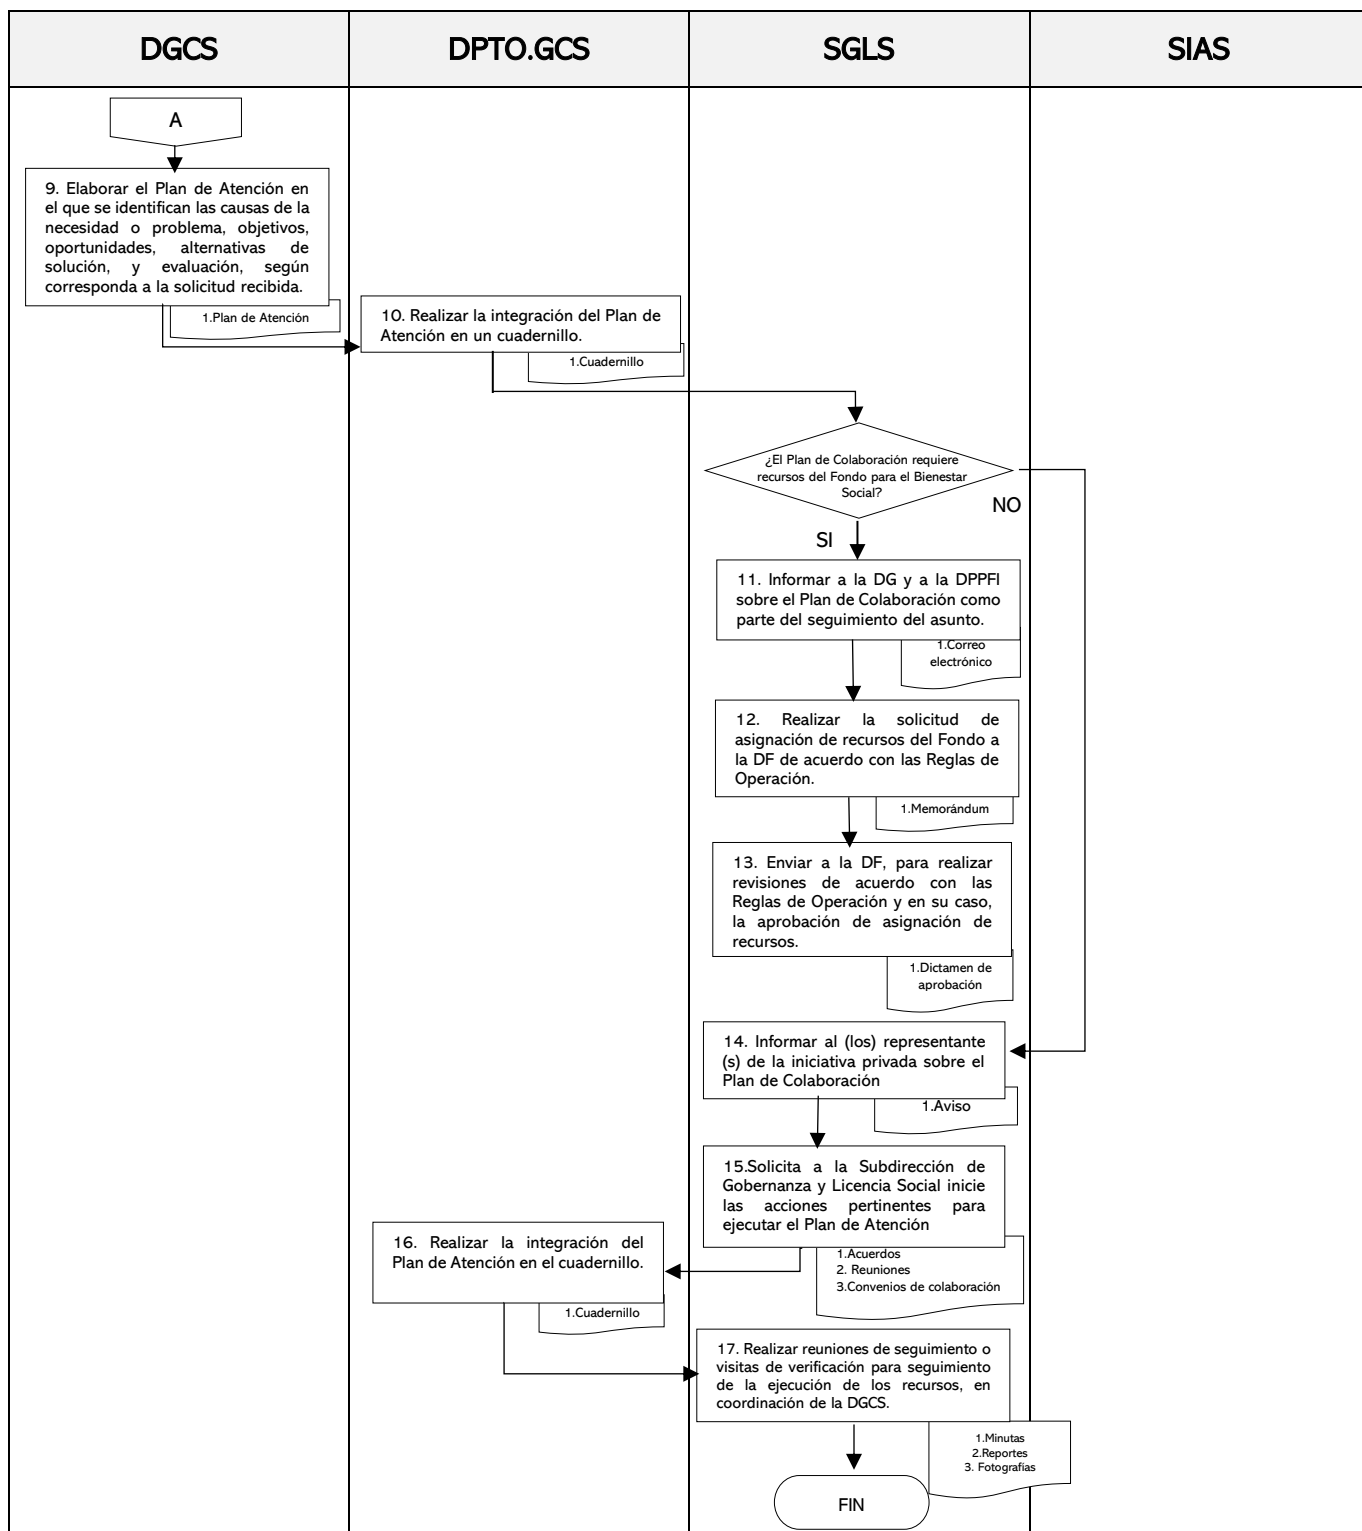 DGCS
DPTO.GCS
SGLS
SIAS
A
9. Elaborar el Plan de Atención en
el que se identifican las causas de la
necesidad o problema, objetivos,
oportunidades, alternativas de
solución, y evaluación, según
corresponda a la solicitud recibida.
1.Plan de Atención
10. Realizar la integración del Plan de
Atención en un cuadernillo.
1.Cuadernillo
¿El Plan de Colaboración requiere
recursos del Fondo para el Bienestar
Social?
NO
SI
11. Informar a la DG y a la DPPFI
sobre el Plan de Colaboración como
parte del seguimiento del asunto.
1.Correo
electrónico
12. Realizar la solicitud de
asignación de recursos del Fondo a
la DF de acuerdo con las Reglas de
Operación.
1.Memorándum
13. Enviar a la DF, para realizar
revisiones de acuerdo con las
Reglas de Operación y en su caso,
la aprobación de asignación de
recursos.
1.Dictamen de
aprobación
14. Informar al (los) representante
(s) de la iniciativa privada sobre el
Plan de Colaboración
1.Aviso
15.Solicita a la Subdirección de
Gobernanza y Licencia Social inicie
las acciones pertinentes para
ejecutar el Plan de Atención
1.Acuerdos
2. Reuniones
3.Convenios de colaboración
16. Realizar la integración del
Plan de Atención en el cuadernillo.
1.Cuadernillo
17. Realizar reuniones de seguimiento o
visitas de verificación para seguimiento
de la ejecución de los recursos, en
coordinación de la DGCS.
1.Minutas
2.Reportes
3. Fotografías
FIN